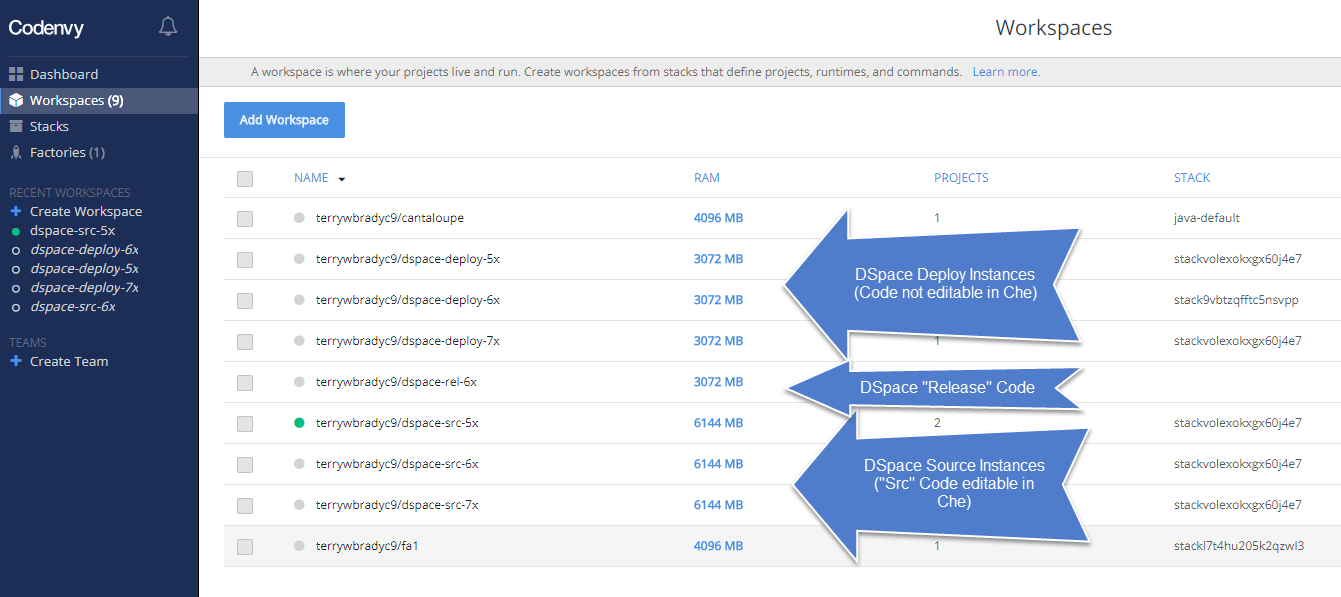 Codenvy
Dashboard
Workspaces (9)
Stacks
Factories (1)
RECENT WORKSPACES
+ Create Workspace
dspace-src-5x
dspace-deploy-6x
dspace-deploy-5x
dspace-deploy-7x
dspace-src-6x
TEAMS
+ Create Team
Workspaces
A workspace is where your projects live and run. Create workspaces from stacks that define projects, runtimes, and commands. Learn more.
Add Workspace
NAME RAM PROJECTS STACK
terrywbradyc9/cantaloupe 4096 MB 1 java-default
terrywbradyc9/dspace-deploy-5x 3072 MB stackvolexokxgx60j4e7
terrywbradyc9/dspace-deploy-6x 3072 MB stack9vbtzqfftc5nsvpp
terrywbradyc9/dspace-deploy-7x 3072 MB 1 stackvolexokxgx60j4e7
DSpace Deploy Instances
(Code not editable in Che)
terrywbradyc9/dspace-rel-6x 3072 MB
DSpace "Release" Code
terrywbradyc9/dspace-src-5x 6144 MB 2 stackvolexokxgx60j4e7
terrywbradyc9/dspace-src-6x 6144 MB stackvolexokxgx60j4e7
terrywbradyc9/dspace-src-7x 6144 MB stackvolexokxgx60j4e7
DSpace Source Instances
("Src" Code editable in
Che)
terrywbradyc9/fa1 4096 MB 1 stackl7t4hu205k2qzwl3